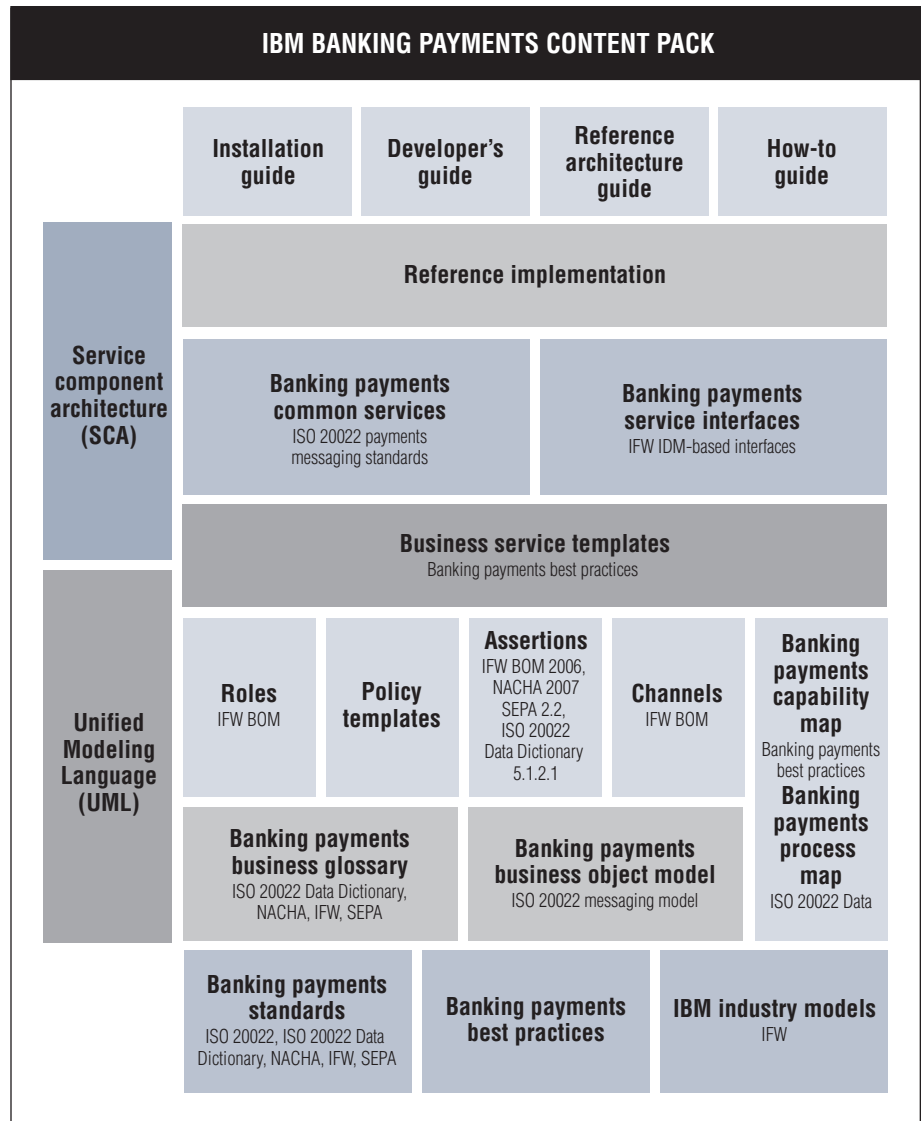 IBM BANKING PAYMENTS CONTENT PACK
Installation
guide
Developer's
guide
Reference
architecture
guide
How-to
guide
Service
component
architecture
(SCA)
Reference implementation
Banking payments
common services
ISO 20022 payments
messaging standards
Banking payments
service interfaces
IFW IDM-based interfaces
Business service templates
Banking payments best practices
Unified
Modeling
Language
(UML)
Roles
IFW BOM
Policy
templates
Assertions
IFW BOM 2006,
NACHA 2007
SEPA 2.2,
ISO 20022
Data Dictionary
5.1.2.1
Channels
IFW BOM
Banking
payments
capability
map
Banking payments
best practices
Banking
payments
process
map
ISO 20022 Data
Banking payments
business glossary
ISO 20022 Data Dictionary,
NACHA, IFW, SEPA
Banking payments
business object model
ISO 20022 messaging model
Banking payments
standards
ISO 20022, ISO 20022 Data
Dictionary, NACHA, IFW, SEPA
Banking payments
best practices
IBM industry models
IFW